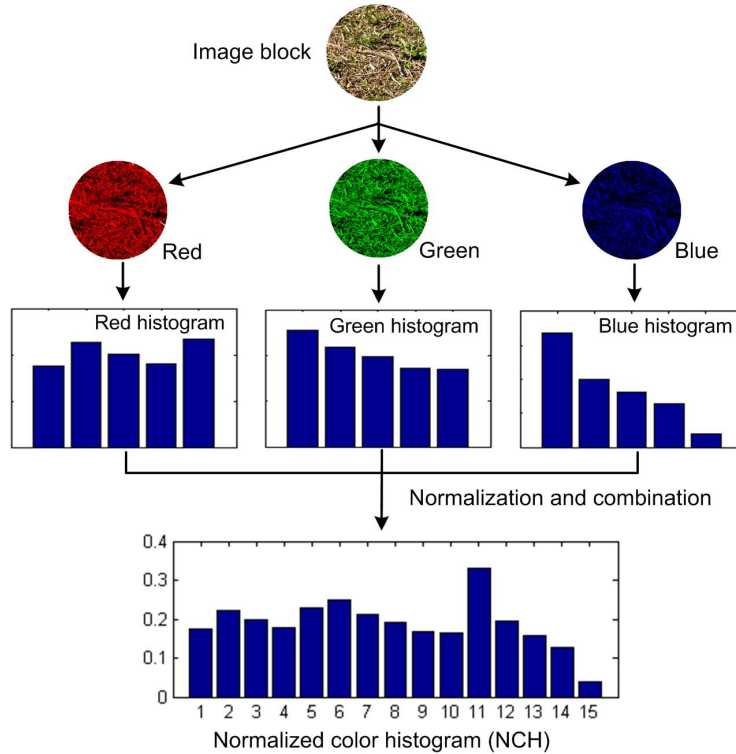 Image block
Red
Green
Blue
Red histogram
Green histogram
Blue histogram
Normalization and combination
0.4
0.3
0.2
0.1
0
1 2 3 4 5 6 7 8 9 10 11 12 13 14 15
Normalized color histogram (NCH)